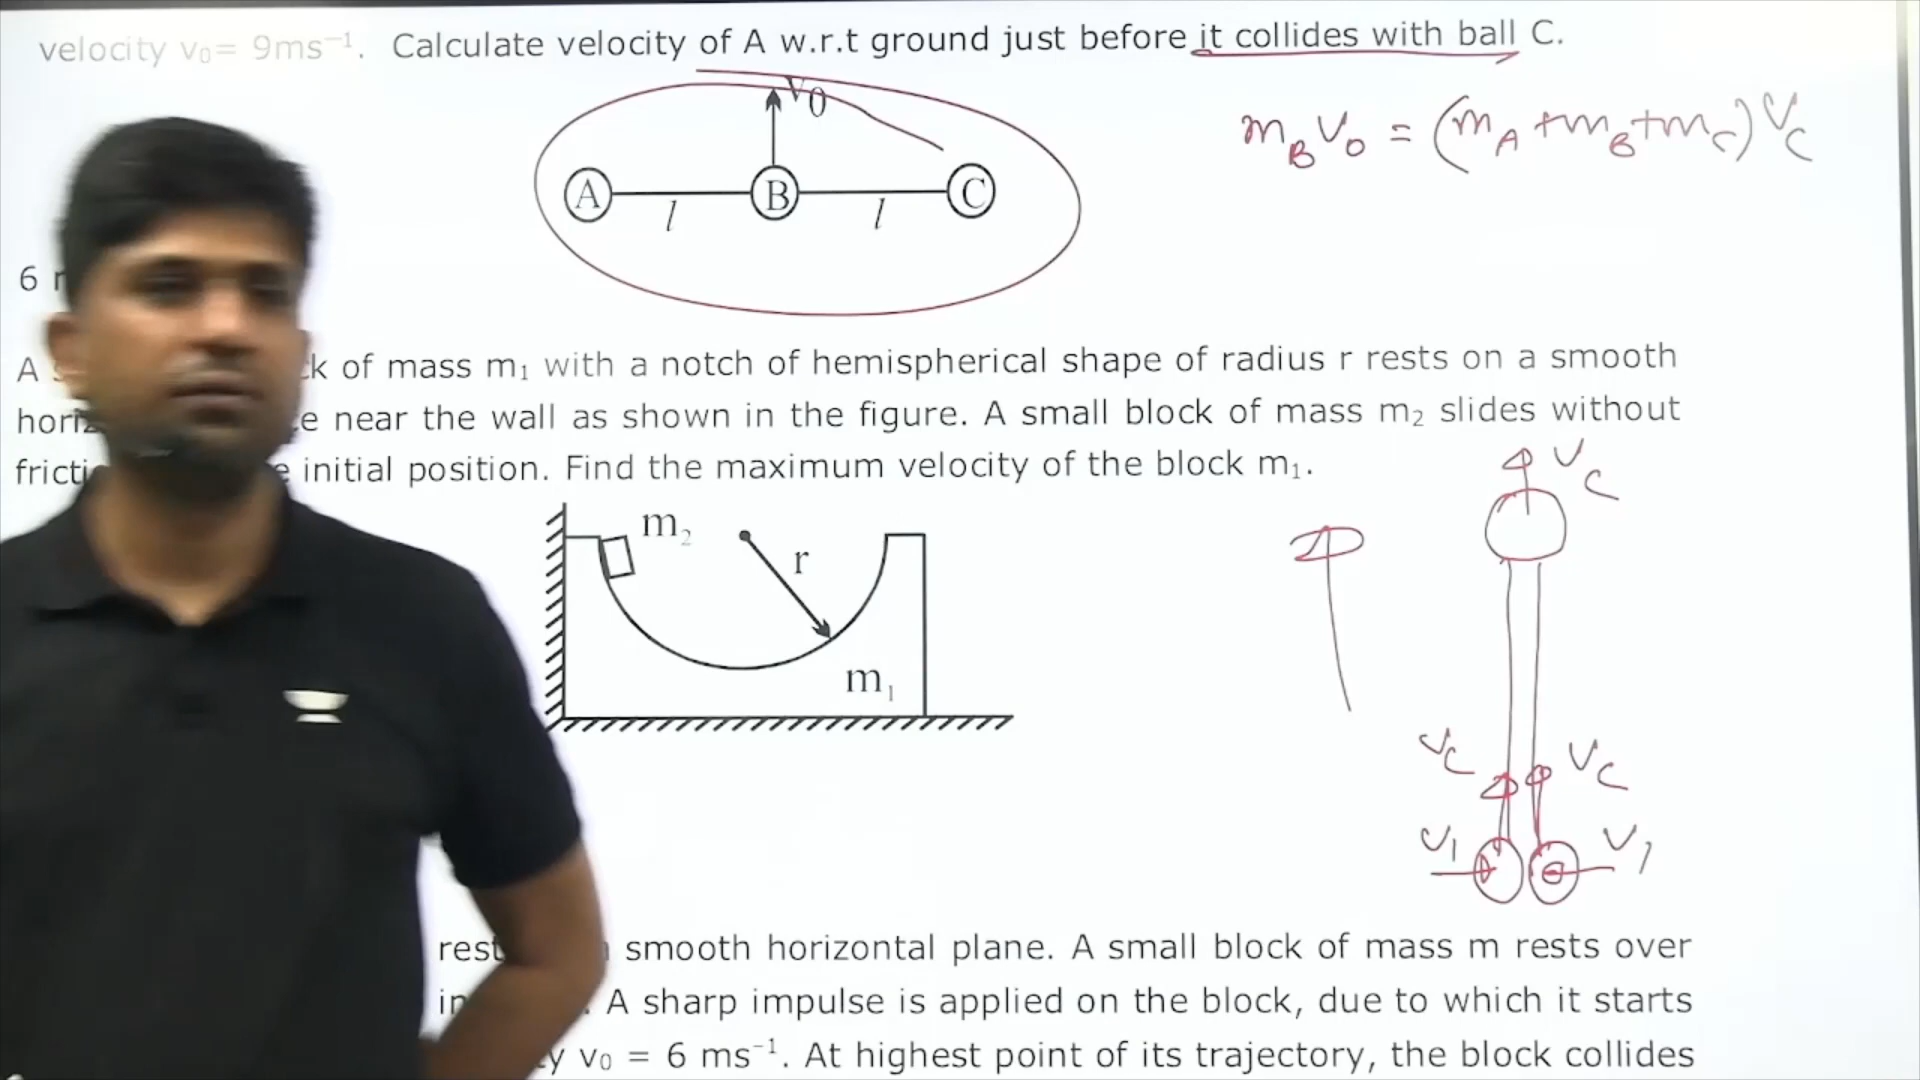 velocity v₀= 9ms⁻¹. Calculate velocity of A w.r.t ground just before it collides with ball C.
V0
m_B v_0 = (m_A + m_B + m_C) V_C
A B C
l l
6
A k of mass m₁ with a notch of hemispherical shape of radius r rests on a smooth
e near the wall as shown in the figure. A small block of mass m₂ slides without
initial position. Find the maximum velocity of the block m₁.
V_C
m₂
r
m₁
V_C V_C
V_1 V_1
rest smooth horizontal plane. A small block of mass m rests over
in . A sharp impulse is applied on the block, due to which it starts
y v₀ = 6 ms⁻¹. At highest point of its trajectory, the block collides